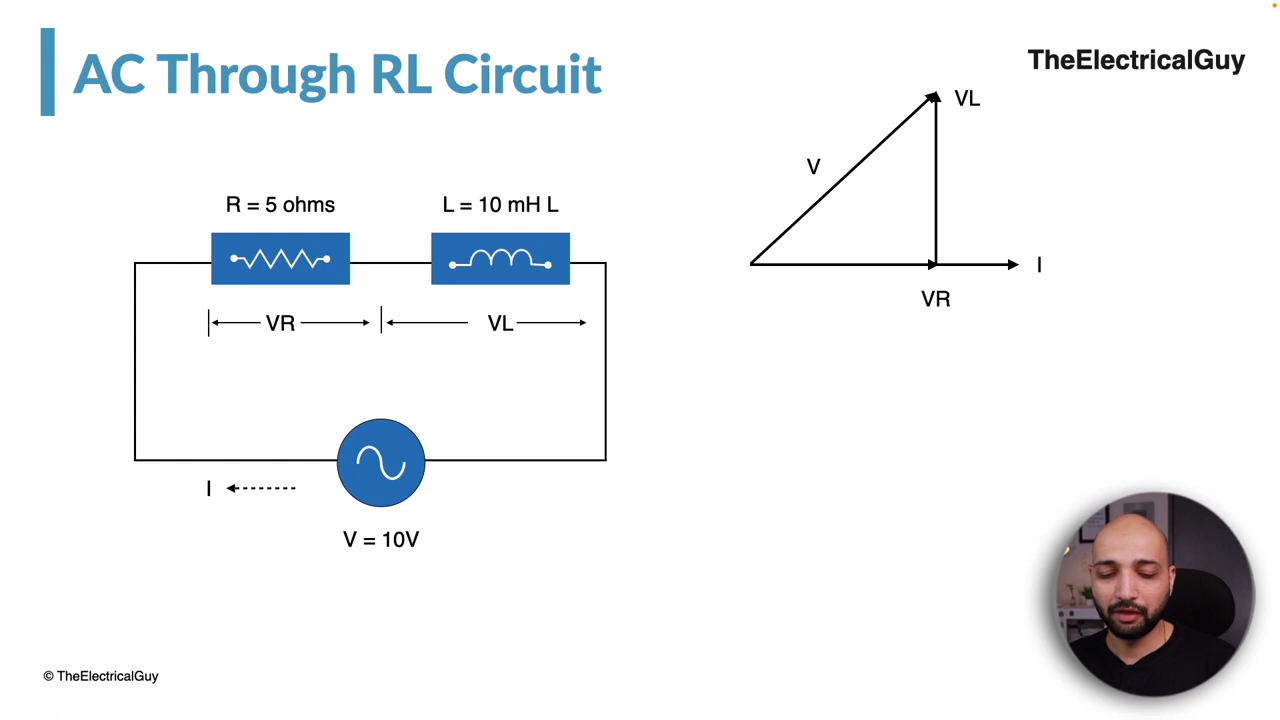 AC Through RL Circuit
TheElectricalGuy
VL
V
R = 5 ohms
L = 10 mH L
I
VR
VR
VL
I
V = 10V
© TheElectricalGuy